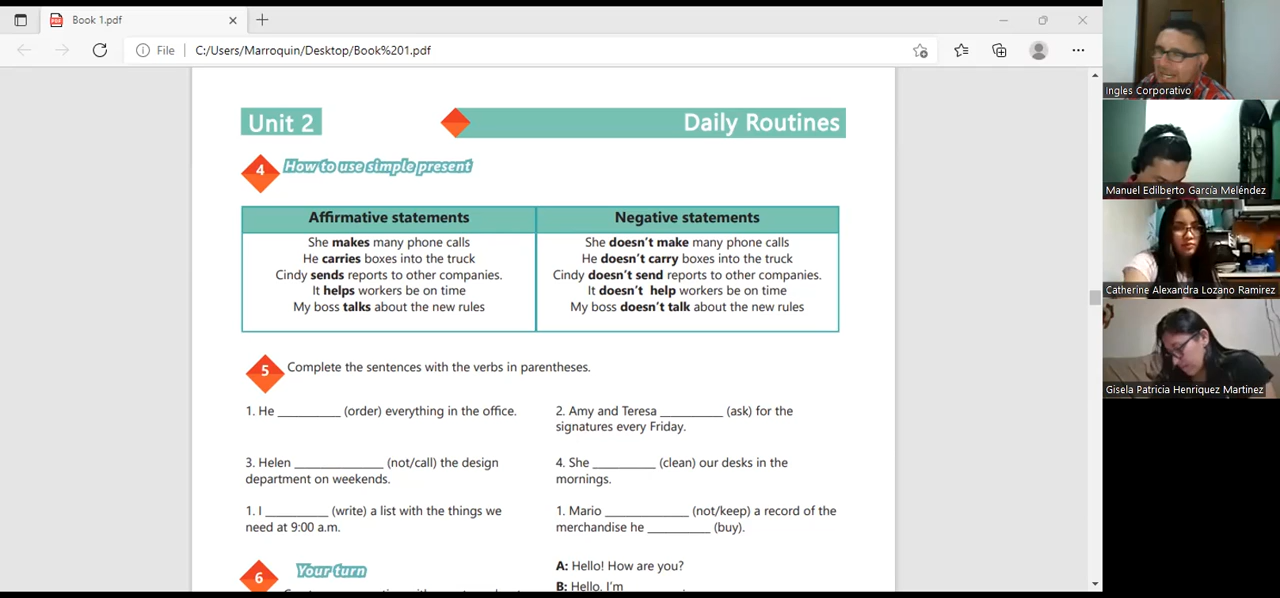 Book 1.pdf
File
C:/Users/Marroquin/Desktop/Book%201.pdf
Unit 2
Daily Routines
4 How to use simple present
Affirmative statements
She makes many phone calls
He carries boxes into the truck
Cindy sends reports to other companies.
It helps workers be on time
My boss talks about the new rules
Negative statements
She doesn't make many phone calls
He doesn't carry boxes into the truck
Cindy doesn't send reports to other companies.
It doesn't help workers be on time
My boss doesn't talk about the new rules
5 Complete the sentences with the verbs in parentheses.
1. He __________ (order) everything in the office.
2. Amy and Teresa __________ (ask) for the
signatures every Friday.
3. Helen ______________ (not/call) the design
department on weekends.
4. She __________ (clean) our desks in the
mornings.
1. I __________ (write) a list with the things we
need at 9:00 a.m.
1. Mario _____________ (not/keep) a record of the
merchandise he __________ (buy).
6 Your turn
A: Hello! How are you?
B: Hello, I'm
Ingles Corporativo
Manuel Edilberto García Meléndez
Catherine Alexandra Lozano Ramirez
Gisela Patricia Henriquez Martinez